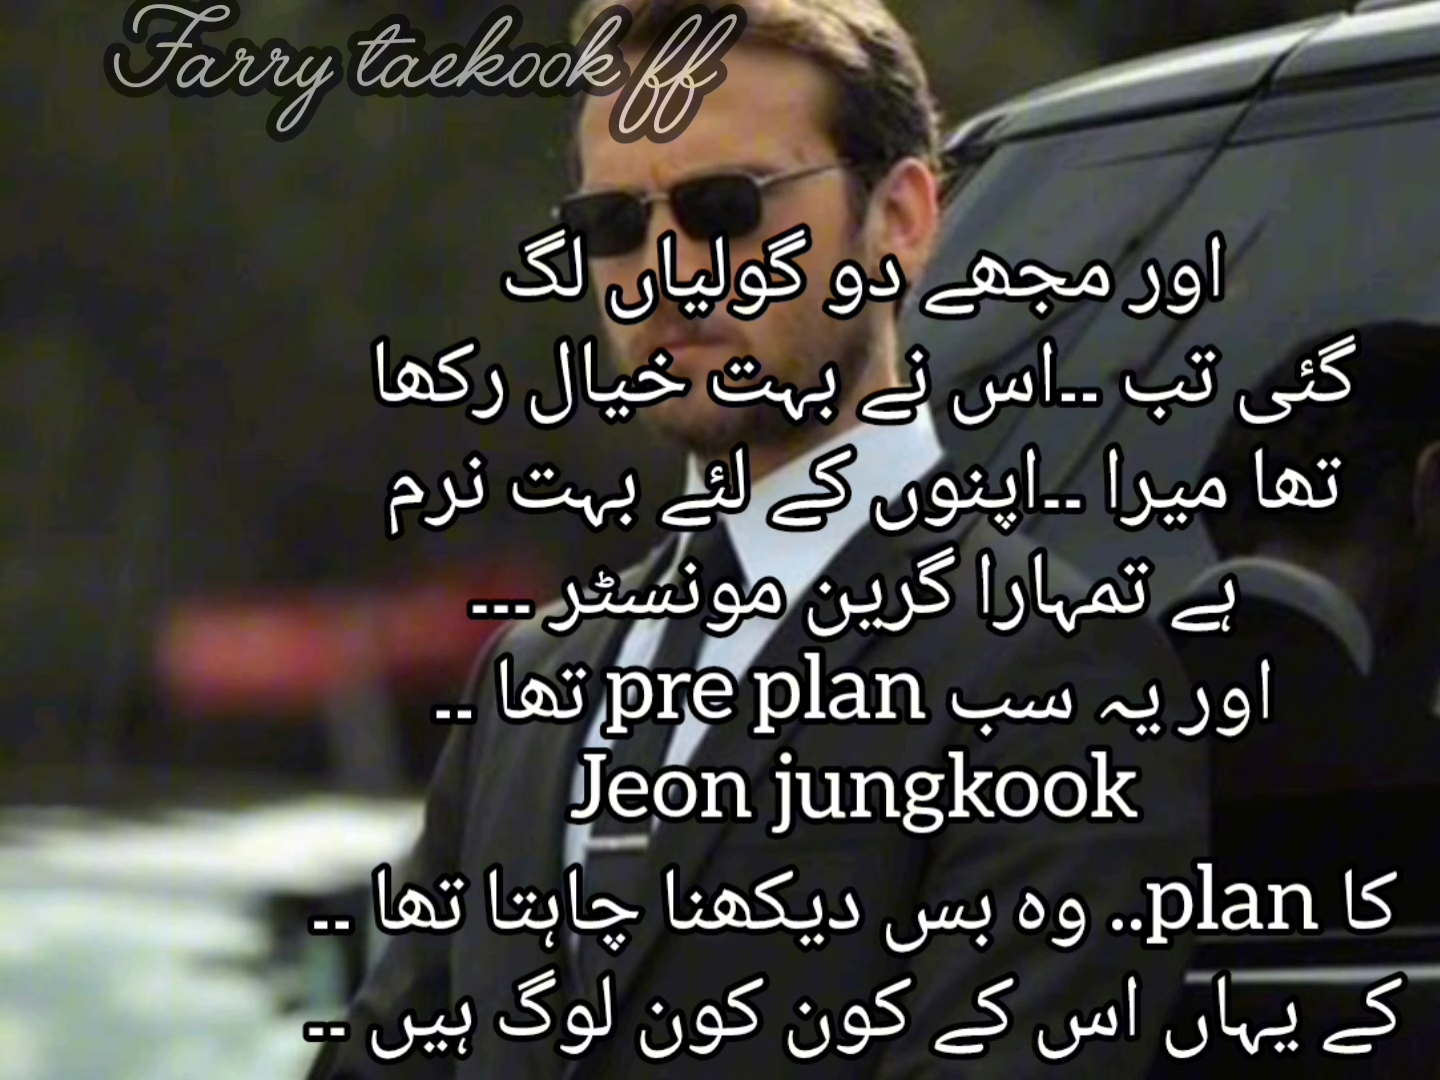 Farry taekook ff
اور مجھے دو گولیاں لگ
گئی تب ..اس نے بہت خیال رکھا
تھا میرا ..اپنوں کے لئے بہت نرم
ہے تمہارا گرین مونسٹر ...
اور یہ سب pre plan تھا ..
Jeon jungkook
کا plan.. وہ بس دیکھنا چاہتا تھا ..
کے یہاں اس کے کون کون لوگ ہیں ..